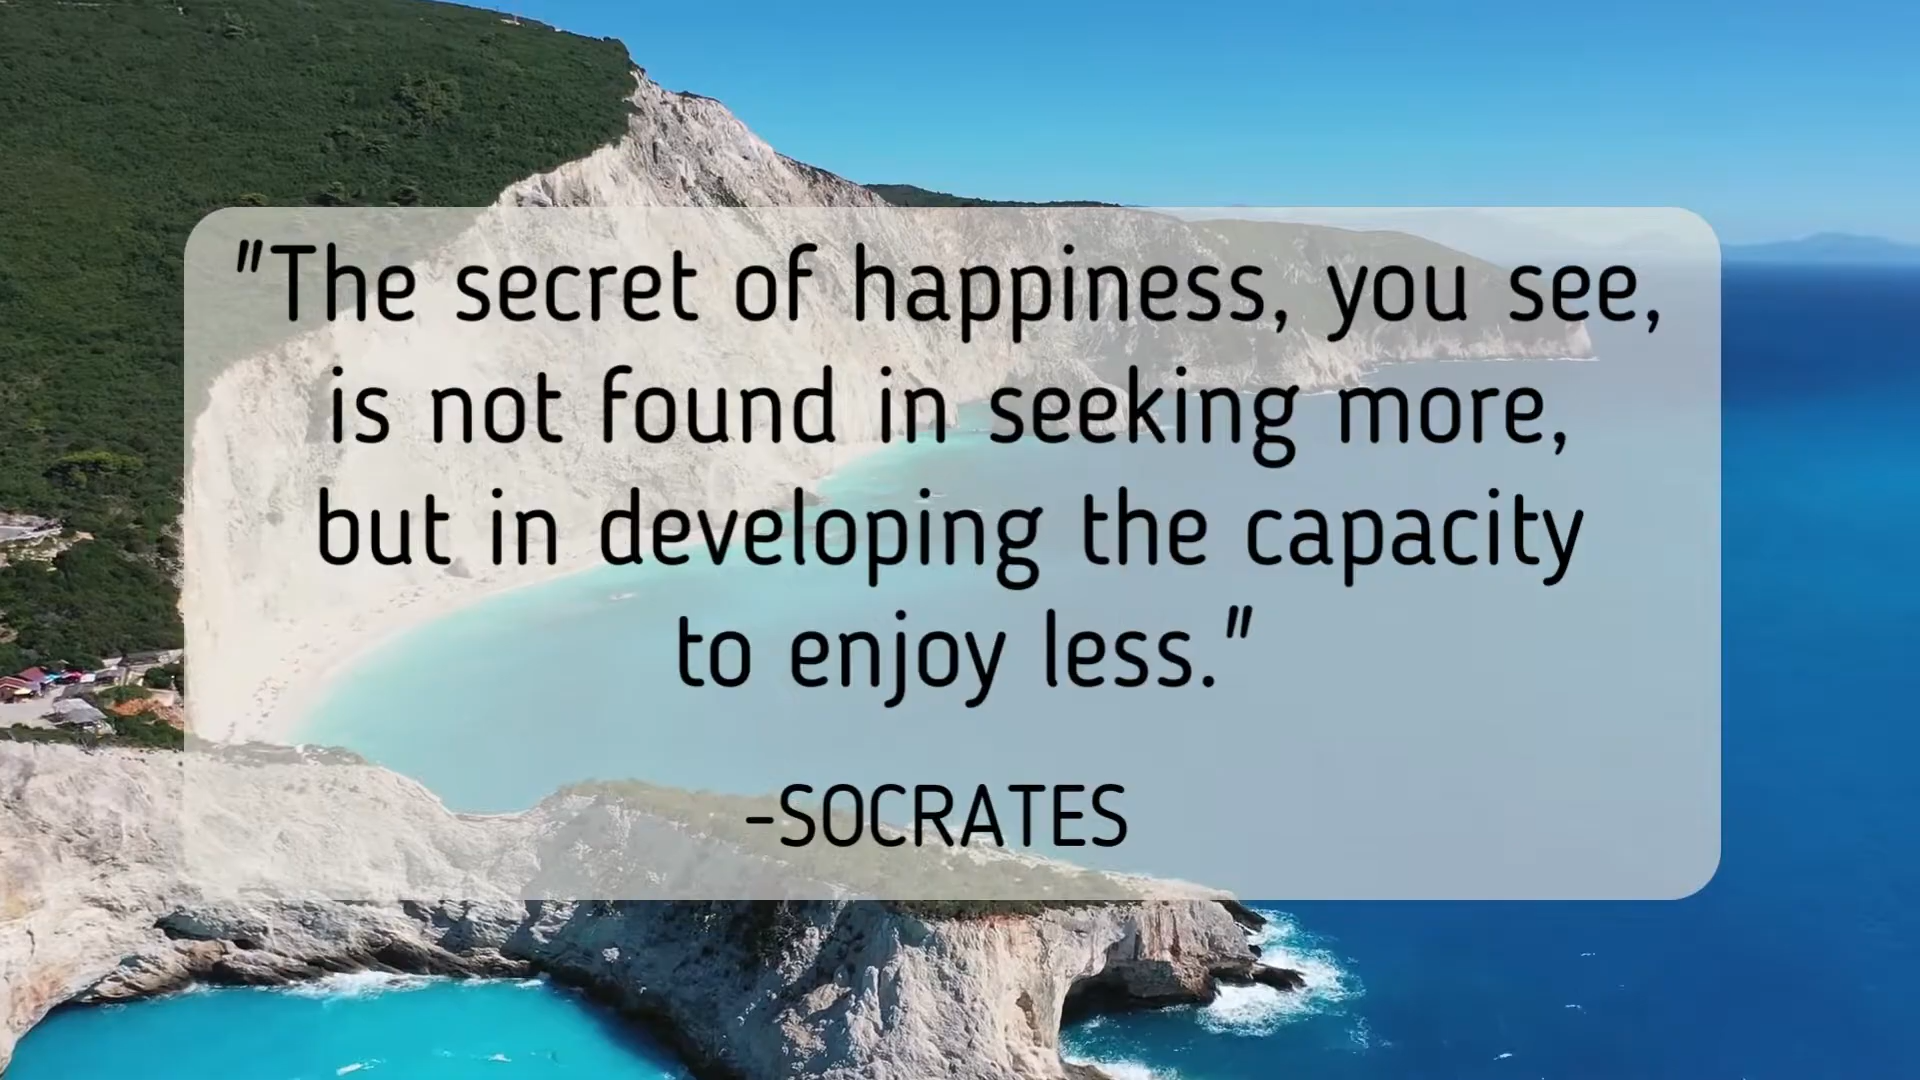 "The secret of happiness, you see,
is not found in seeking more,
but in developing the capacity
to enjoy less."
-SOCRATES